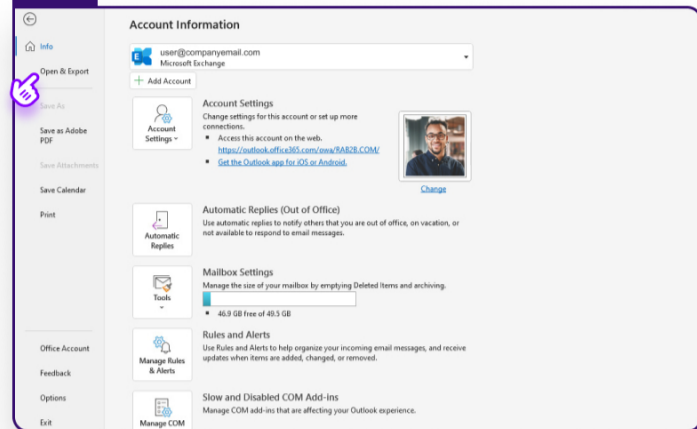 Account Information
Info
user@companyemail.com
Microsoft Exchange
Open & Export
Add Account
Save As
Save as Adobe
PDF
Save Attachments
Save Calendar
Print
Account
Settings
Account Settings
Change settings for this account or set up more
connections.
Access this account on the web.
https://outlook.office365.com/owa/RAB2B.COM/
Get the Outlook app for iOS or Android.
Change
Automatic
Replies
Automatic Replies (Out of Office)
Use automatic replies to notify others that you are out of office, on vacation, or
not available to respond to email messages.
Tools
Mailbox Settings
Manage the size of your mailbox by emptying Deleted Items and archiving.
46.9 GB free of 49.5 GB
Manage Rules
& Alerts
Rules and Alerts
Use Rules and Alerts to help organize your incoming email messages, and receive
updates when items are added, changed, or removed.
Office Account
Feedback
Options
Exit
Manage COM
Slow and Disabled COM Add-ins
Manage COM add-ins that are affecting your Outlook experience.